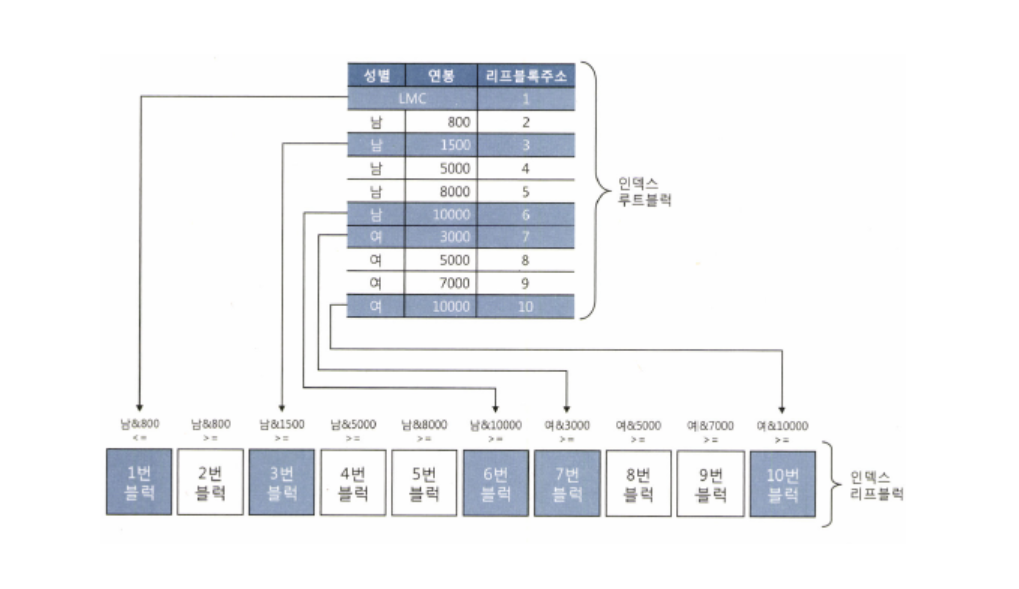 성별 연봉 리프블록주소
LMC 1
남 800 2
남 1500 3
남 5000 4
남 8000 5
남 10000 6
여 3000 7
여 5000 8
여 7000 9
여 10000 10
인덱스
루트블럭
남&800 남&800 남&1500 남&5000 남&8000 남&10000 여&3000 여&5000 여&7000 여&10000
<= >= >= >= >= >= >= >= >= >=
1번 2번 3번 4번 5번 6번 7번 8번 9번 10번
블럭 블럭 블럭 블럭 블럭 블럭 블럭 블럭 블럭 블럭
인덱스
리프블럭